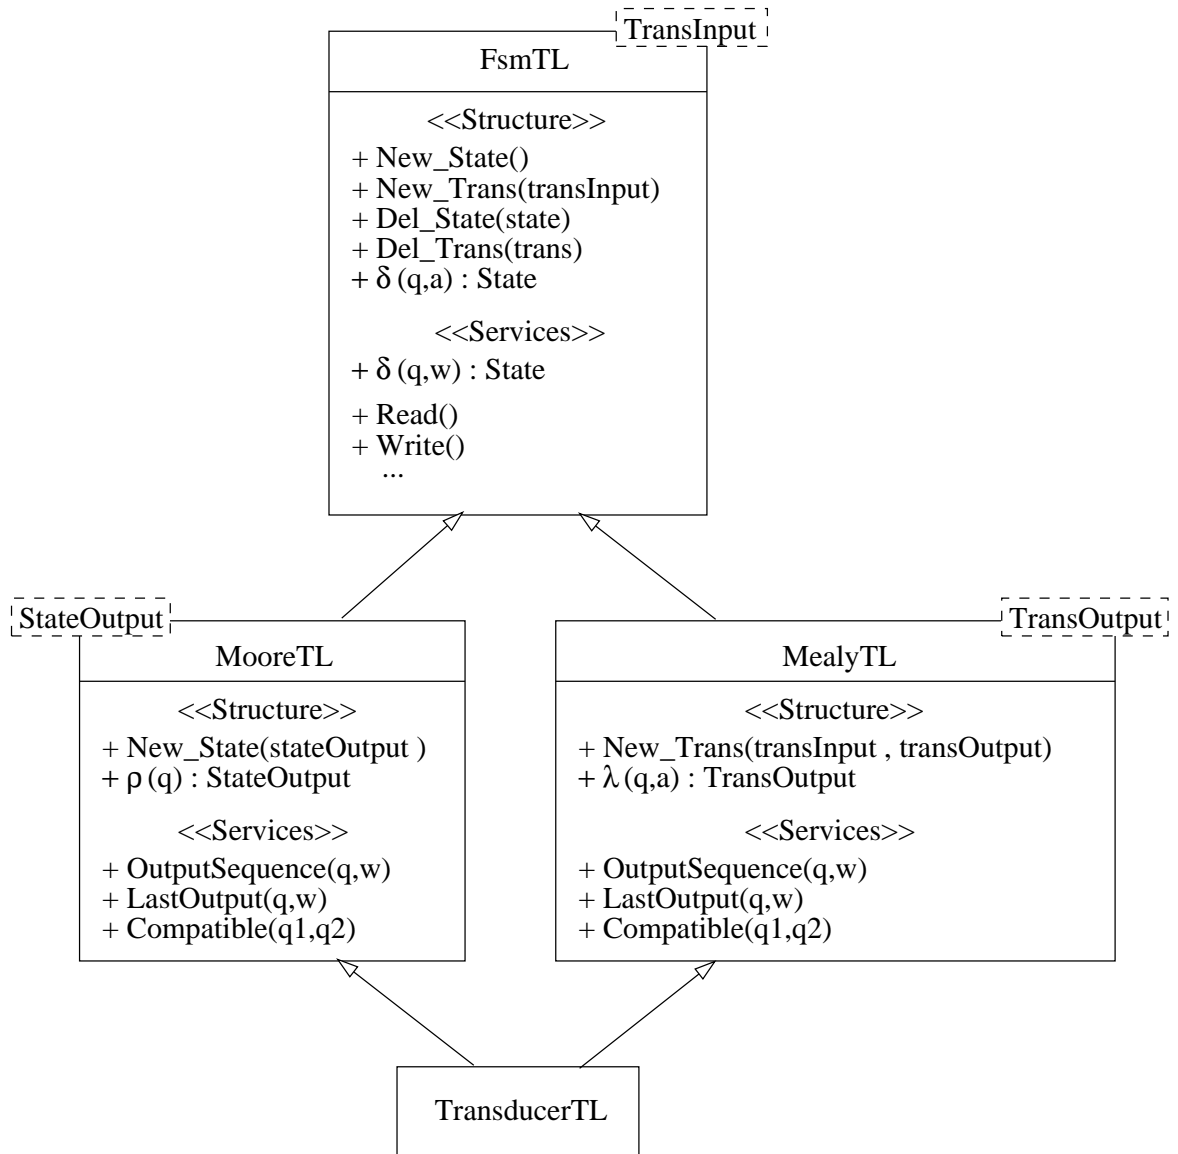 TransInput
FsmTL
<<Structure>>
+ New_State()
+ New_Trans(transInput)
+ Del_State(state)
+ Del_Trans(trans)
+ δ (q,a) : State
<<Services>>
+ δ (q,w) : State
+ Read()
+ Write()
...
StateOutput
MooreTL
<<Structure>>
+ New_State(stateOutput )
+ ρ (q) : StateOutput
<<Services>>
+ OutputSequence(q,w)
+ LastOutput(q,w)
+ Compatible(q1,q2)
TransOutput
MealyTL
<<Structure>>
+ New_Trans(transInput , transOutput)
+ λ (q,a) : TransOutput
<<Services>>
+ OutputSequence(q,w)
+ LastOutput(q,w)
+ Compatible(q1,q2)
TransducerTL